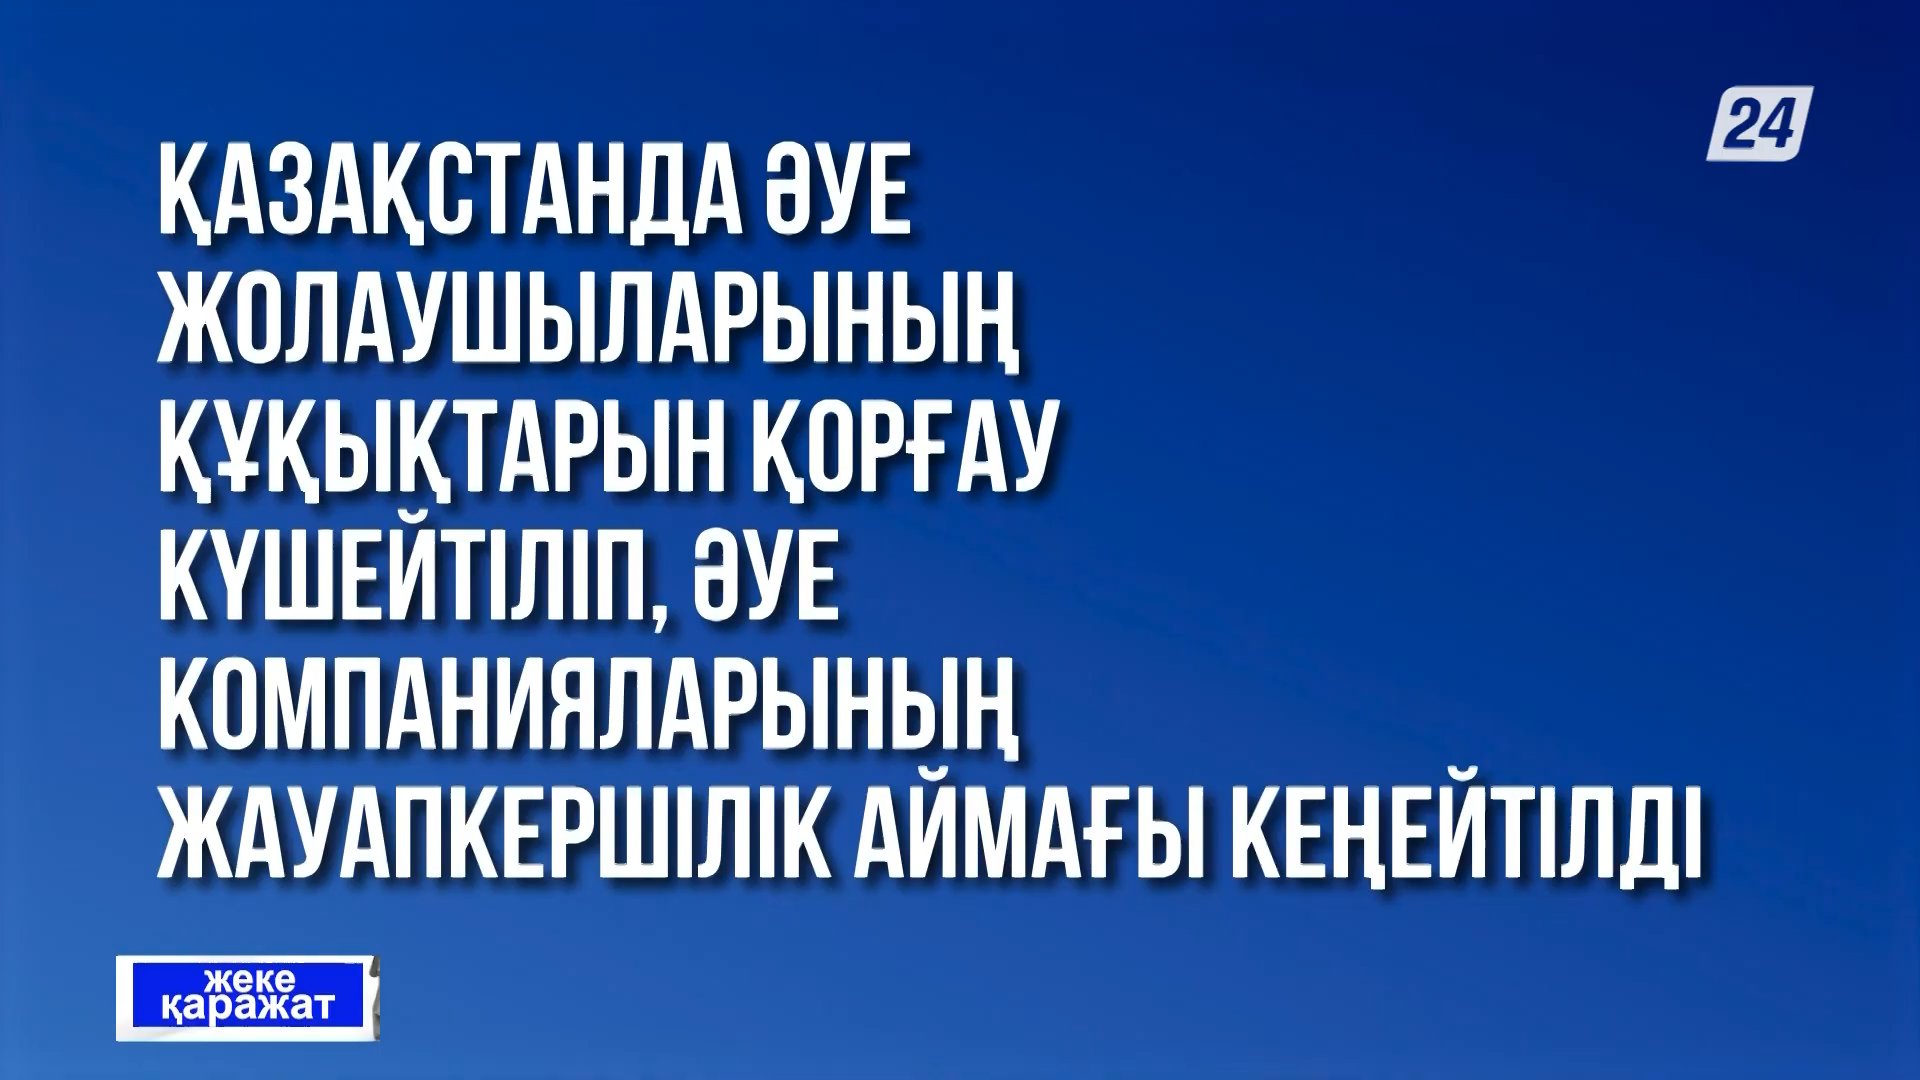 24
ҚАЗАҚСТАНДА ӘУЕ
ЖОЛАУШЫЛАРЫНЫҢ
ҚҰҚЫҚТАРЫН ҚОРҒАУ
КҮШЕЙТІЛІП, ӘУЕ
КОМПАНИЯЛАРЫНЫҢ
ЖАУАПКЕРШІЛІК АЙМАҒЫ КЕҢЕЙТІЛДІ
жеке
қаражат